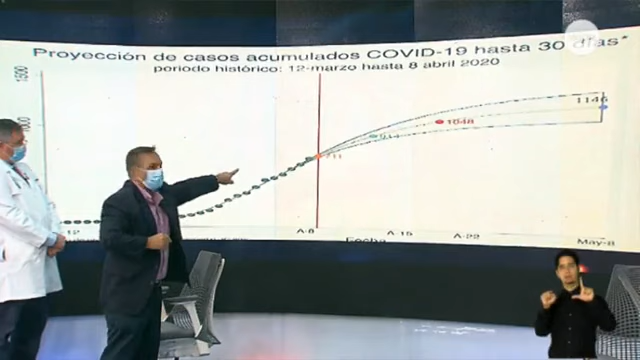 Proyección de casos acumulados COVID-19 hasta 30 días*
periodo histórico: 12-marzo hasta 8 abril 2020
1500
1146
1048
711
12
A-8
A-15
A-22
May-8
Fecha